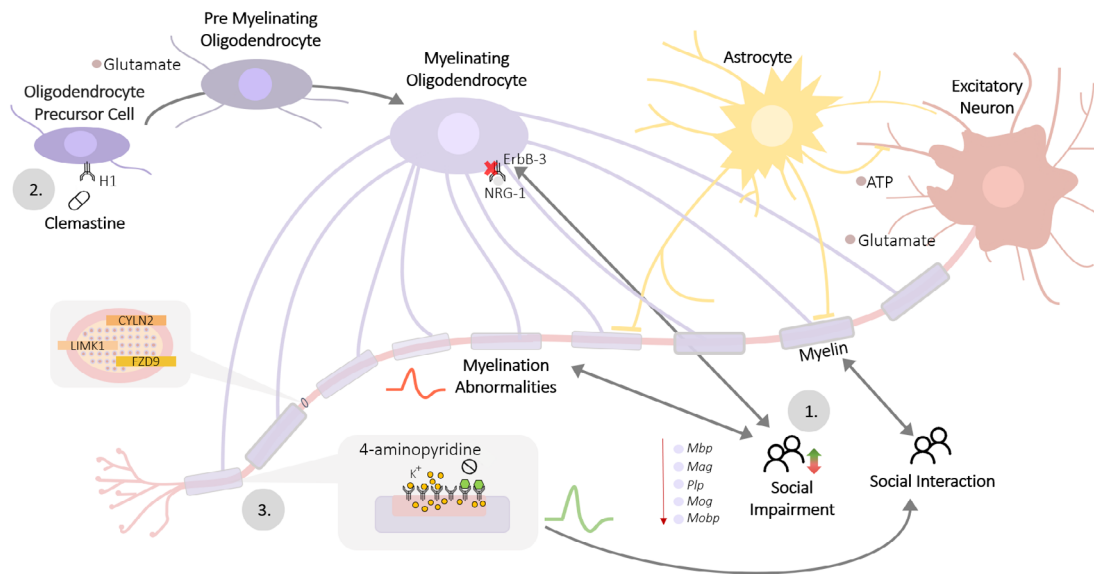 Pre Myelinating
Oligodendrocyte
Glutamate
Oligodendrocyte
Precursor Cell
H1
2.
Clemastine
Myelinating
Oligodendrocyte
ErbB-3
NRG-1
Astrocyte
Excitatory
Neuron
ATP
Glutamate
CYLN2
LIMK1
FZD9
Myelination
Abnormalities
Myelin
1.
4-aminopyridine
K+
3.
Mbp
Mag
Plp
Mog
Mobp
Social
Impairment
Social Interaction